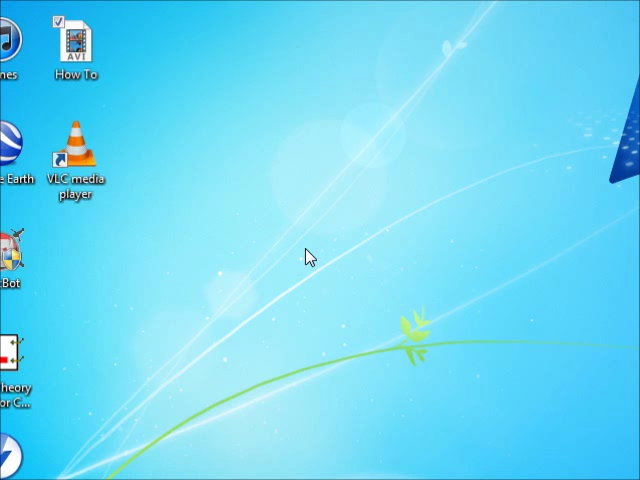 nes
AVI
How To
e Earth
VLC media
player
Bot
heory
or C...